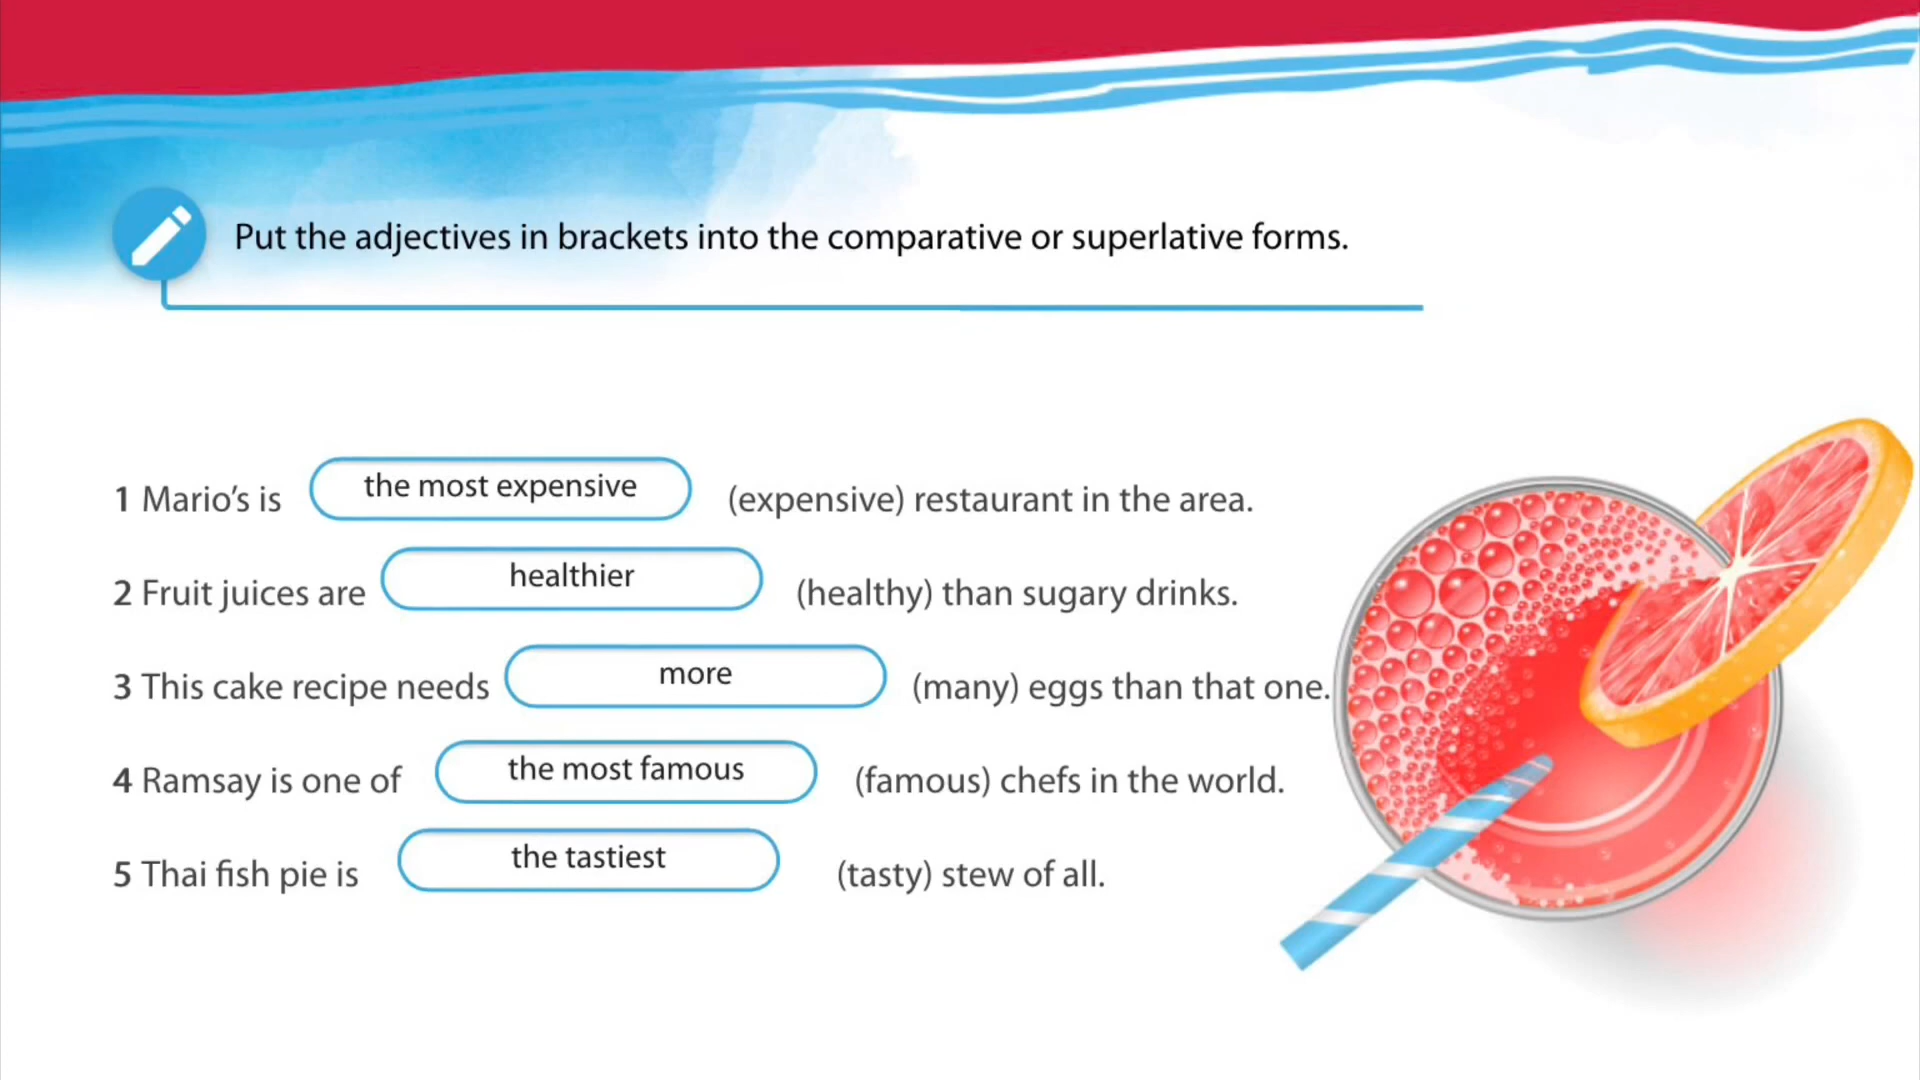 Put the adjectives in brackets into the comparative or superlative forms.
1 Mario’s is the most expensive (expensive) restaurant in the area.
2 Fruit juices are healthier (healthy) than sugary drinks.
3 This cake recipe needs more (many) eggs than that one.
4 Ramsay is one of the most famous (famous) chefs in the world.
5 Thai fish pie is the tastiest (tasty) stew of all.